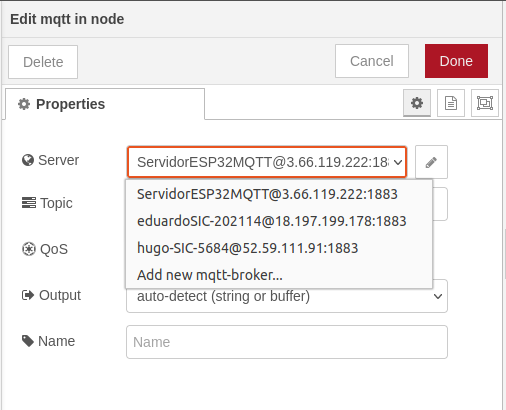 Edit mqtt in node
Delete
Cancel
Done
Properties
Server
ServidorESP32MQTT@3.66.119.222:188
ServidorESP32MQTT@3.66.119.222:1883
Topic
eduardoSIC-202114@18.197.199.178:1883
QoS
hugo-SIC-5684@52.59.111.91:1883
Add new mqtt-broker...
Output
auto-detect (string or buffer)
Name
Name